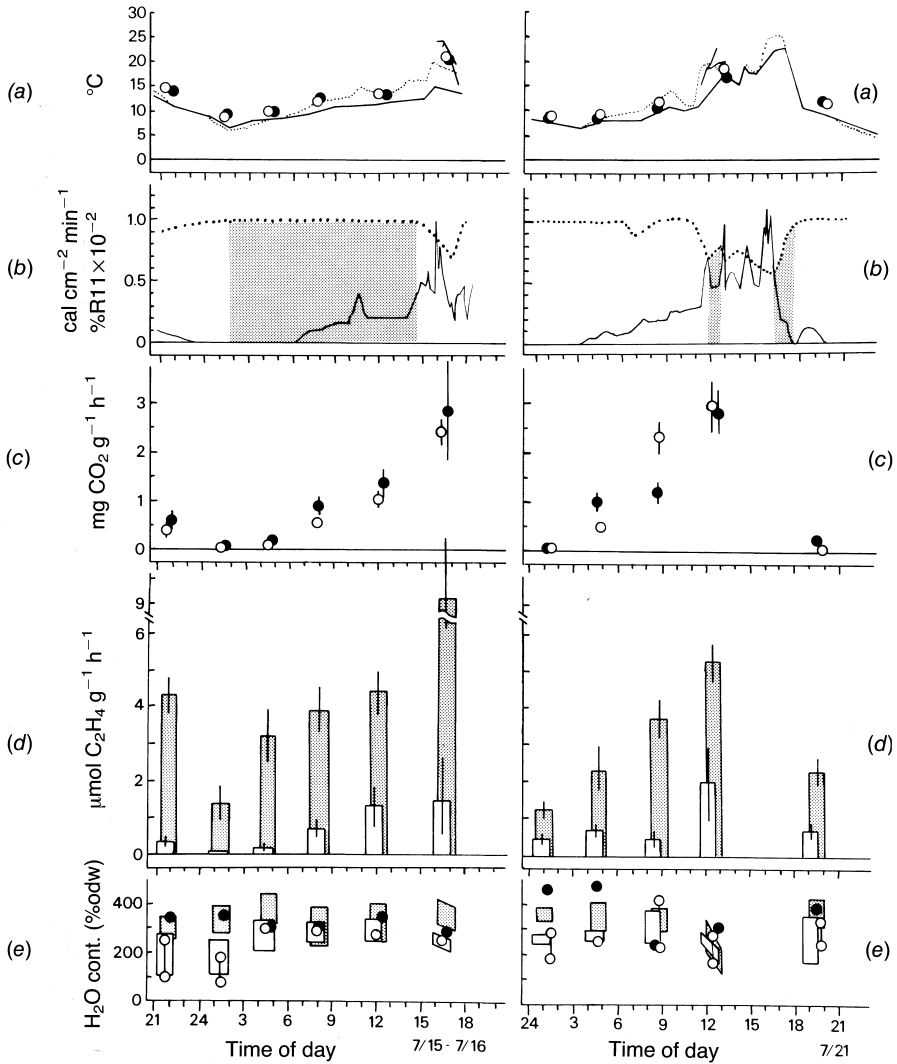 (a)
°C
30
25
20
15
10
5
0
(a)
(b)
cal cm⁻² min⁻¹
%R11×10⁻²
1.0
0.5
0
(b)
(c)
mg CO₂ g⁻¹ h⁻¹
3
2
1
0
(c)
(d)
μmol C₂H₄ g⁻¹ h⁻¹
9
6
4
2
0
(d)
(e)
H₂O cont. (%odw)
400
200
0
(e)
21 24 3 6 9 12 15 18
24 3 6 9 12 15 18 21
Time of day
7/15 - 7/16
Time of day
7/21